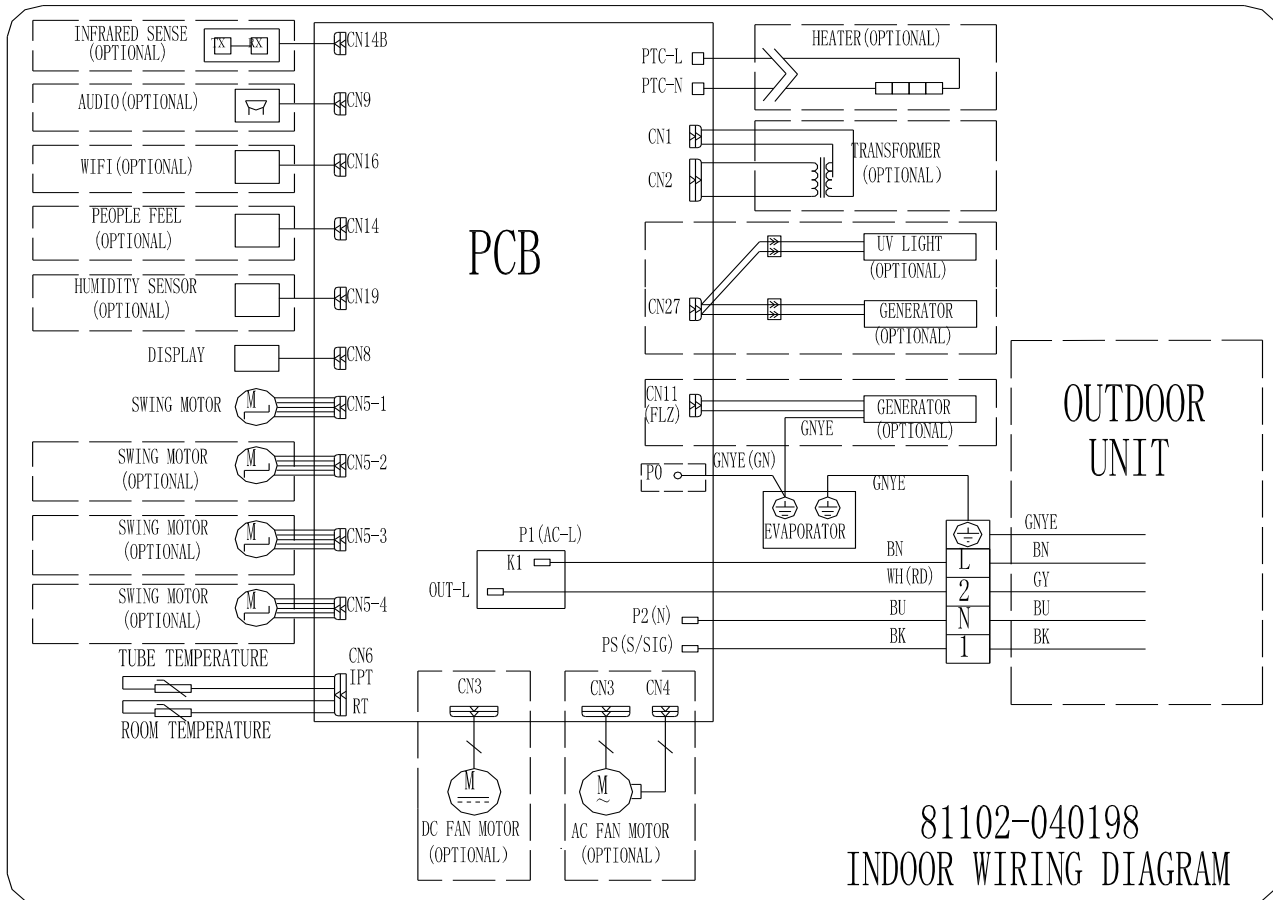 INFRARED SENSE
(OPTIONAL)
TX
RX
CN14B
AUDIO(OPTIONAL)
CN9
WIFI(OPTIONAL)
CN16
PEOPLE FEEL
(OPTIONAL)
CN14
HUMIDITY SENSOR
(OPTIONAL)
CN19
DISPLAY
CN8
SWING MOTOR
M
CN5-1
SWING MOTOR
(OPTIONAL)
M
CN5-2
SWING MOTOR
(OPTIONAL)
M
CN5-3
SWING MOTOR
(OPTIONAL)
M
CN5-4
TUBE TEMPERATURE
CN6
IPT
RT
ROOM TEMPERATURE
PCB
PTC-L
PTC-N
HEATER(OPTIONAL)
CN1
CN2
TRANSFORMER
(OPTIONAL)
CN27
UV LIGHT
(OPTIONAL)
GENERATOR
(OPTIONAL)
CN11
(FLZ)
GENERATOR
(OPTIONAL)
GNYE
P0
GNYE(GN)
GNYE
EVAPORATOR
P1(AC-L)
K1
OUT-L
P2(N)
PS(S/SIG)
BN
WH(RD)
BU
BK
L
2
N
1
GNYE
BN
GY
BU
BK
OUTDOOR
UNIT
CN3
M
DC FAN MOTOR
(OPTIONAL)
CN3
CN4
M
~
AC FAN MOTOR
(OPTIONAL)
81102-040198
INDOOR WIRING DIAGRAM